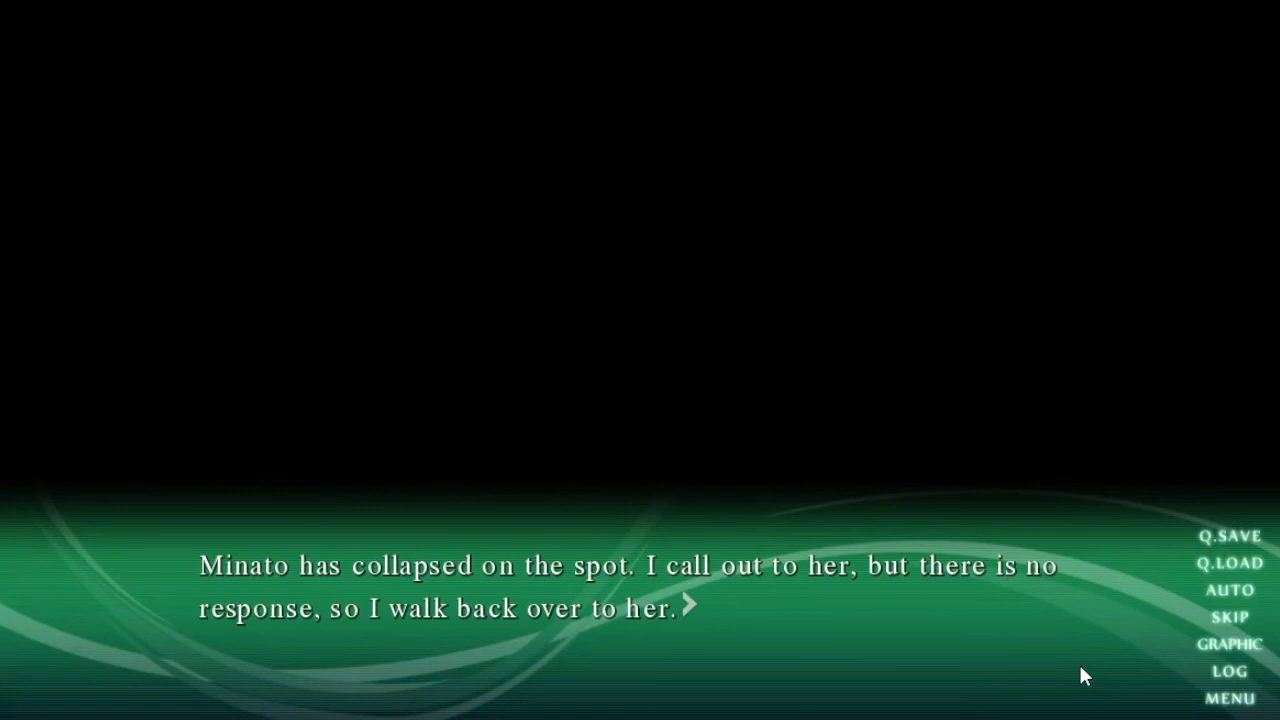 Minato has collapsed on the spot. I call out to her, but there is no
response, so I walk back over to her.
Q.SAVE
Q.LOAD
AUTO
SKIP
GRAPHIC
LOG
MENU